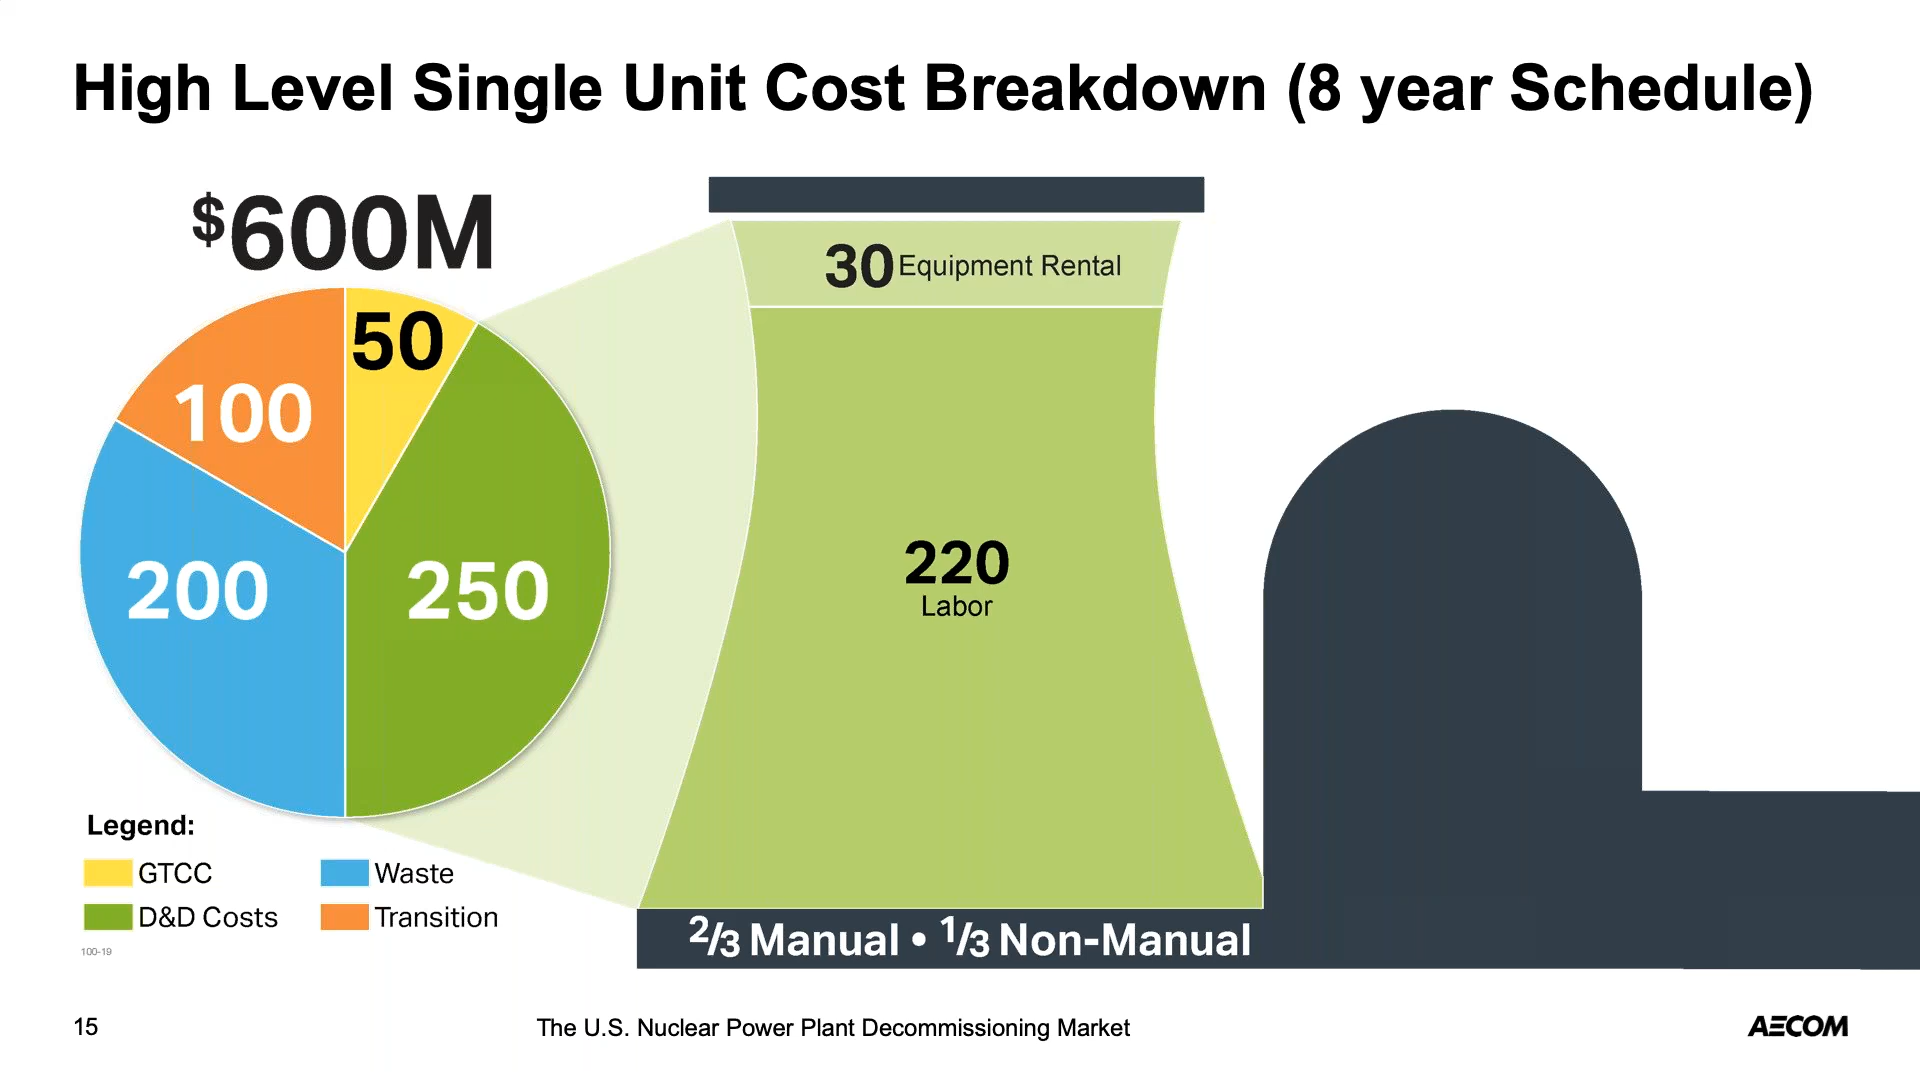 High Level Single Unit Cost Breakdown (8 year Schedule)
$600M
50
100
200
250
30 Equipment Rental
220
Labor
2/3 Manual • 1/3 Non-Manual
Legend:
GTCC
Waste
D&D Costs
Transition
100-19
15
The U.S. Nuclear Power Plant Decommissioning Market
AECOM